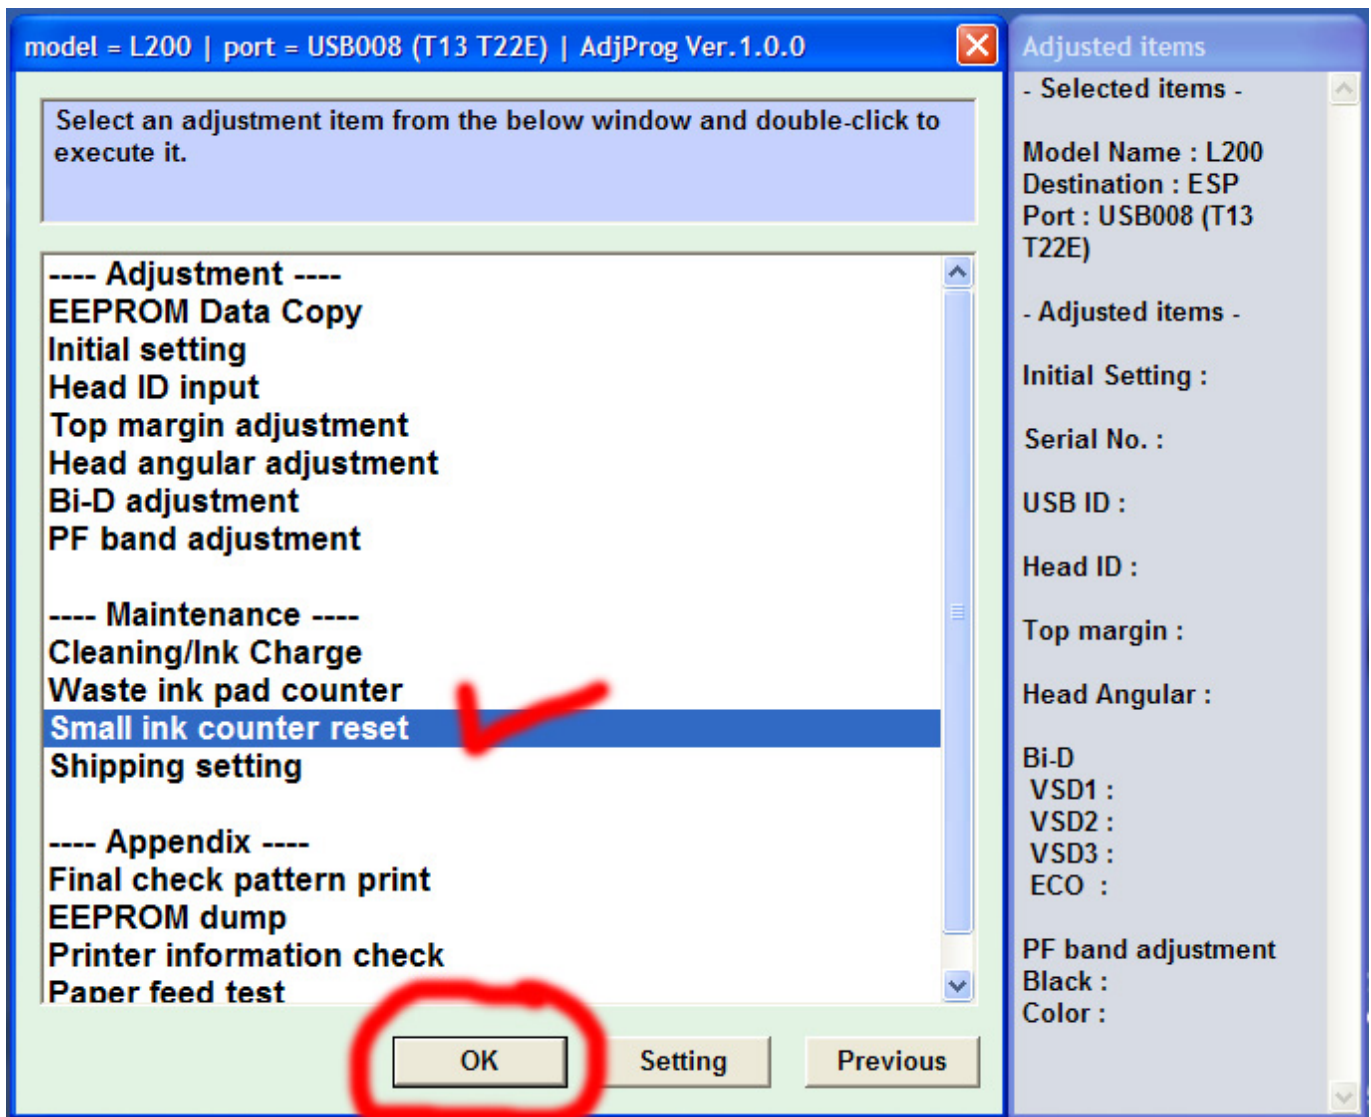 model = L200 | port = USB008 (T13 T22E) | AdjProg Ver.1.0.0
Select an adjustment item from the below window and double-click to
execute it.
---- Adjustment ----
EEPROM Data Copy
Initial setting
Head ID input
Top margin adjustment
Head angular adjustment
Bi-D adjustment
PF band adjustment
---- Maintenance ----
Cleaning/Ink Charge
Waste ink pad counter
Small ink counter reset
Shipping setting
---- Appendix ----
Final check pattern print
EEPROM dump
Printer information check
Paper feed test
OK
Setting
Previous
Adjusted items
- Selected items -
Model Name : L200
Destination : ESP
Port : USB008 (T13
T22E)
- Adjusted items -
Initial Setting :
Serial No. :
USB ID :
Head ID :
Top margin :
Head Angular :
Bi-D
VSD1 :
VSD2 :
VSD3 :
ECO :
PF band adjustment
Black :
Color :